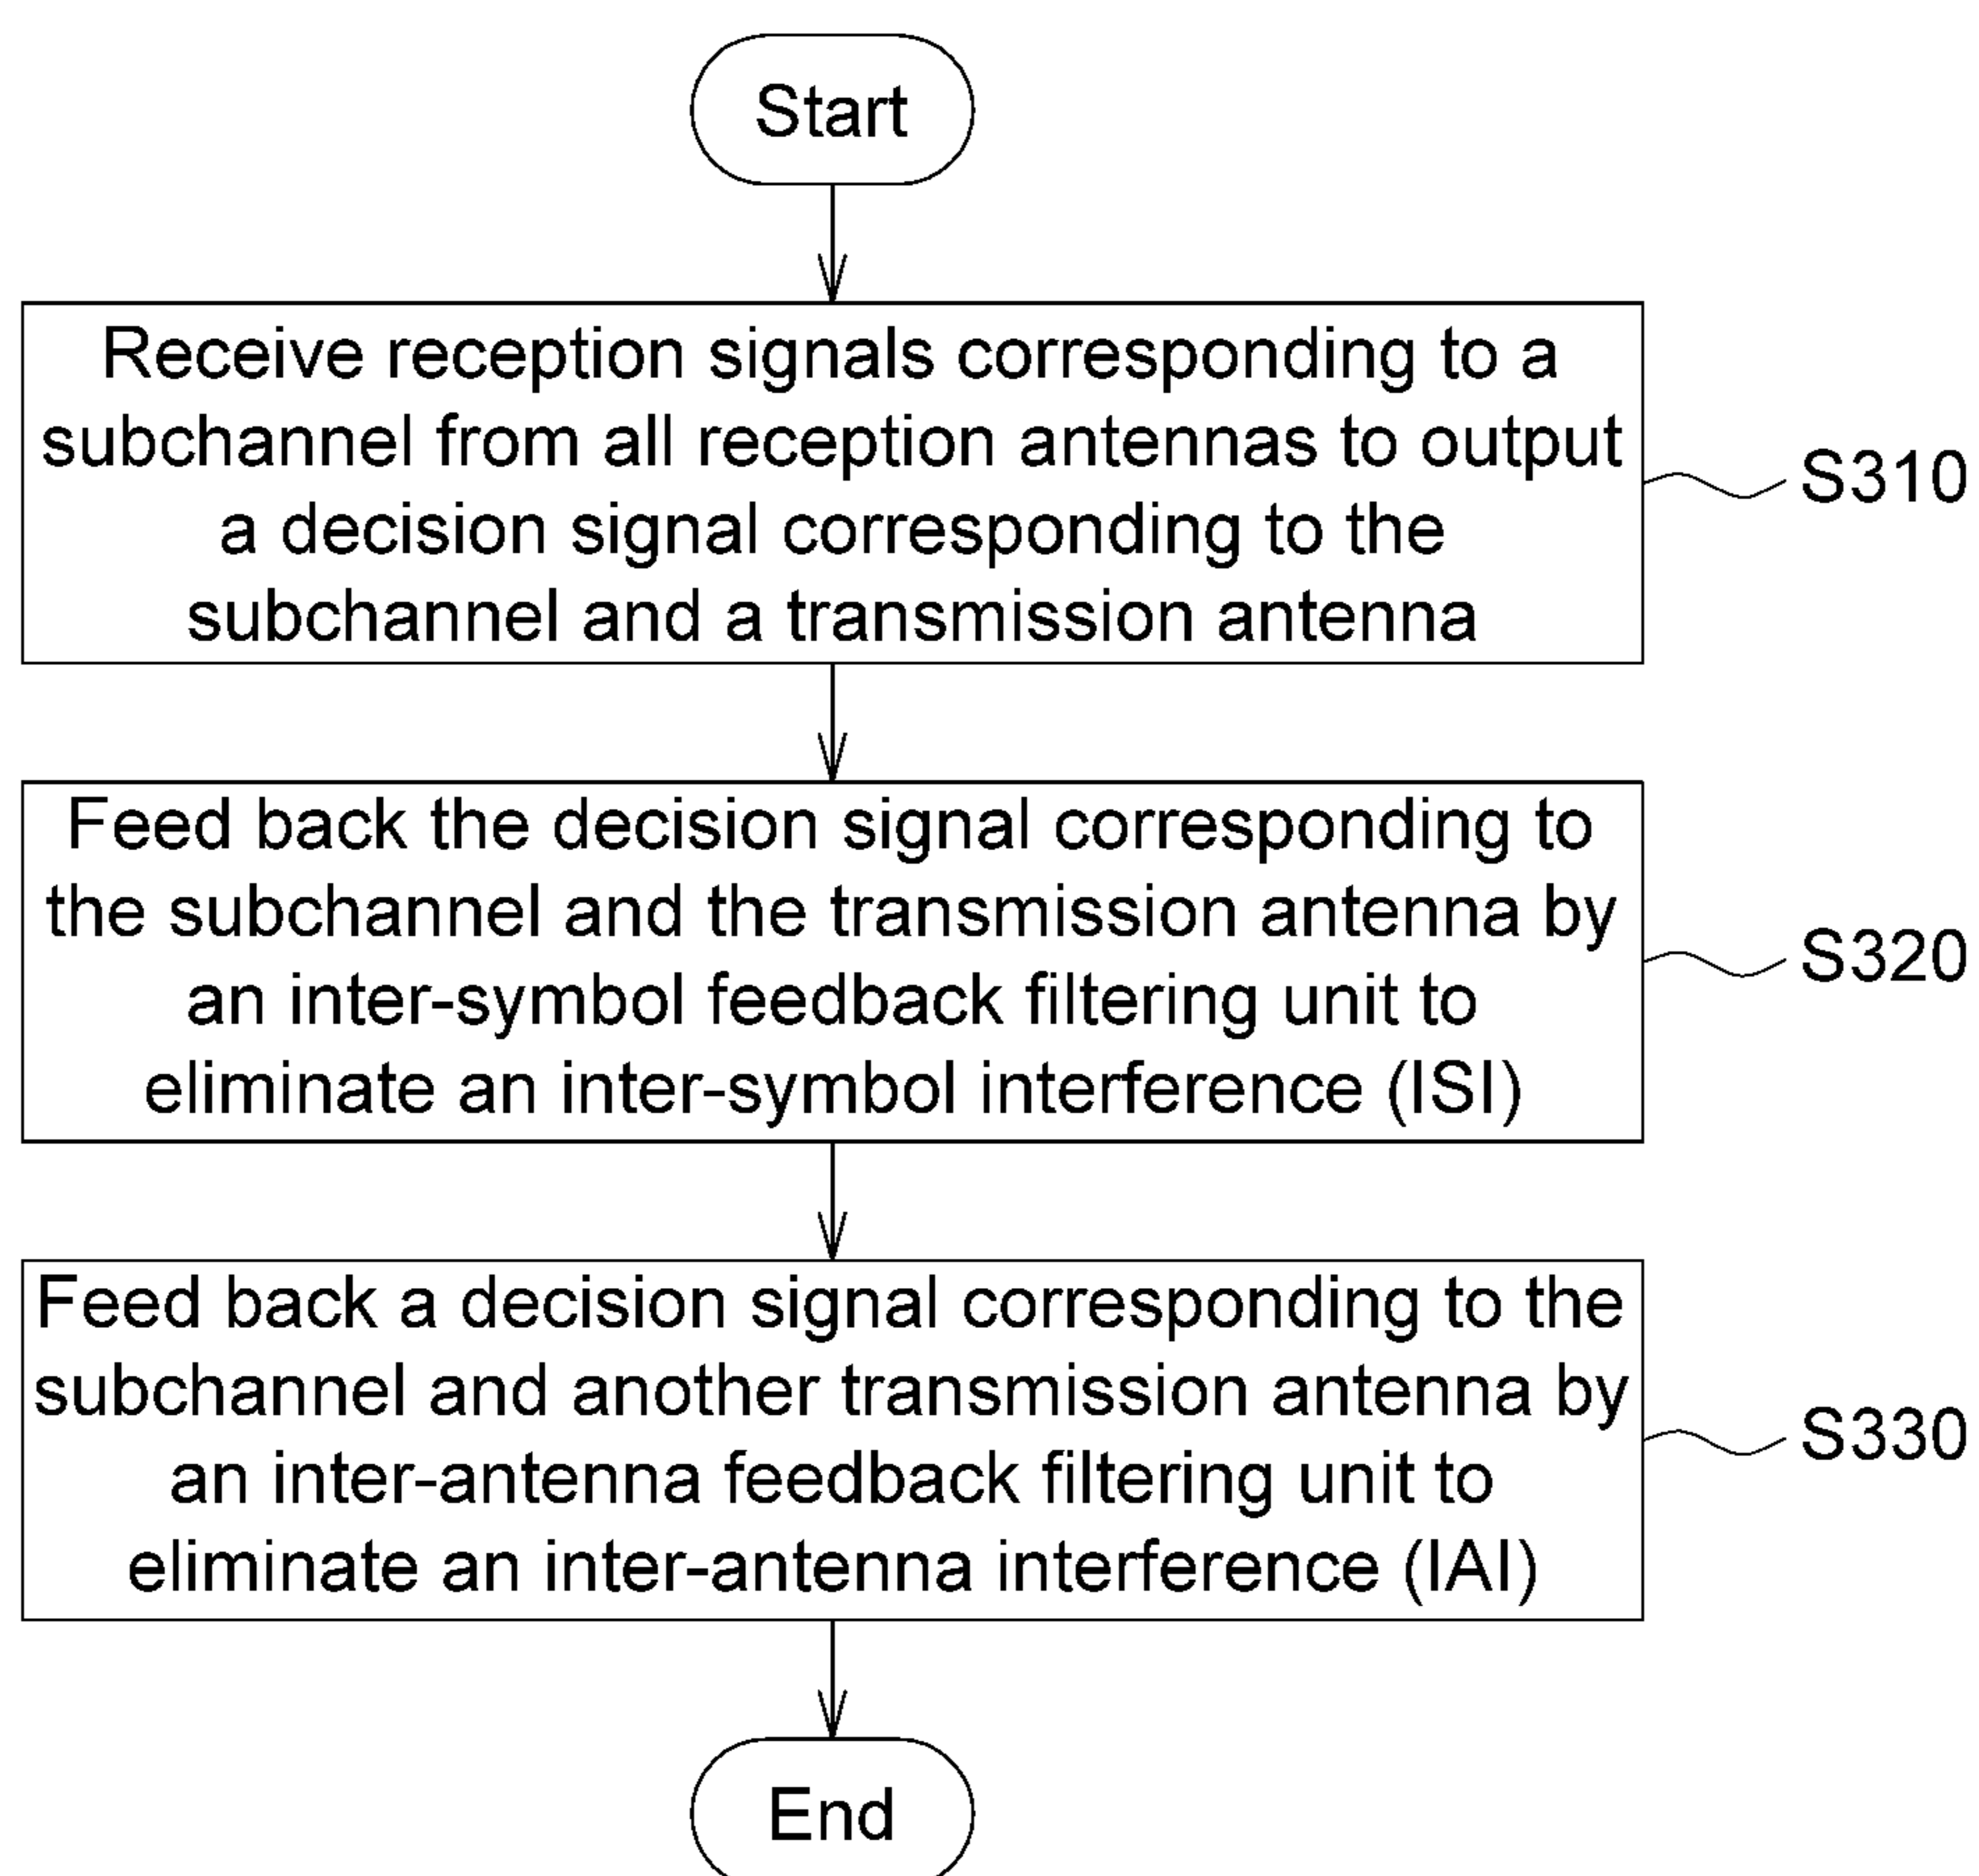 Start
Receive reception signals corresponding to a
subchannel from all reception antennas to output
a decision signal corresponding to the
subchannel and a transmission antenna
S310
Feed back the decision signal corresponding to
the subchannel and the transmission antenna by
an inter-symbol feedback filtering unit to
eliminate an inter-symbol interference (ISI)
S320
Feed back a decision signal corresponding to the
subchannel and another transmission antenna by
an inter-antenna feedback filtering unit to
eliminate an inter-antenna interference (IAI)
S330
End